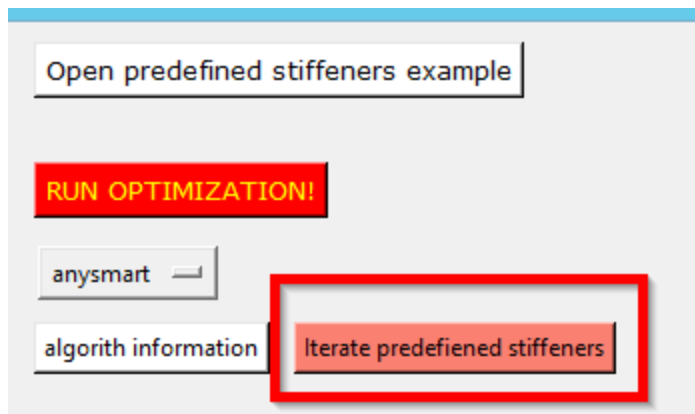 Open predefined stiffeners example
RUN OPTIMIZATION!
anysmart
algorith information
Iterate predefiened stiffeners